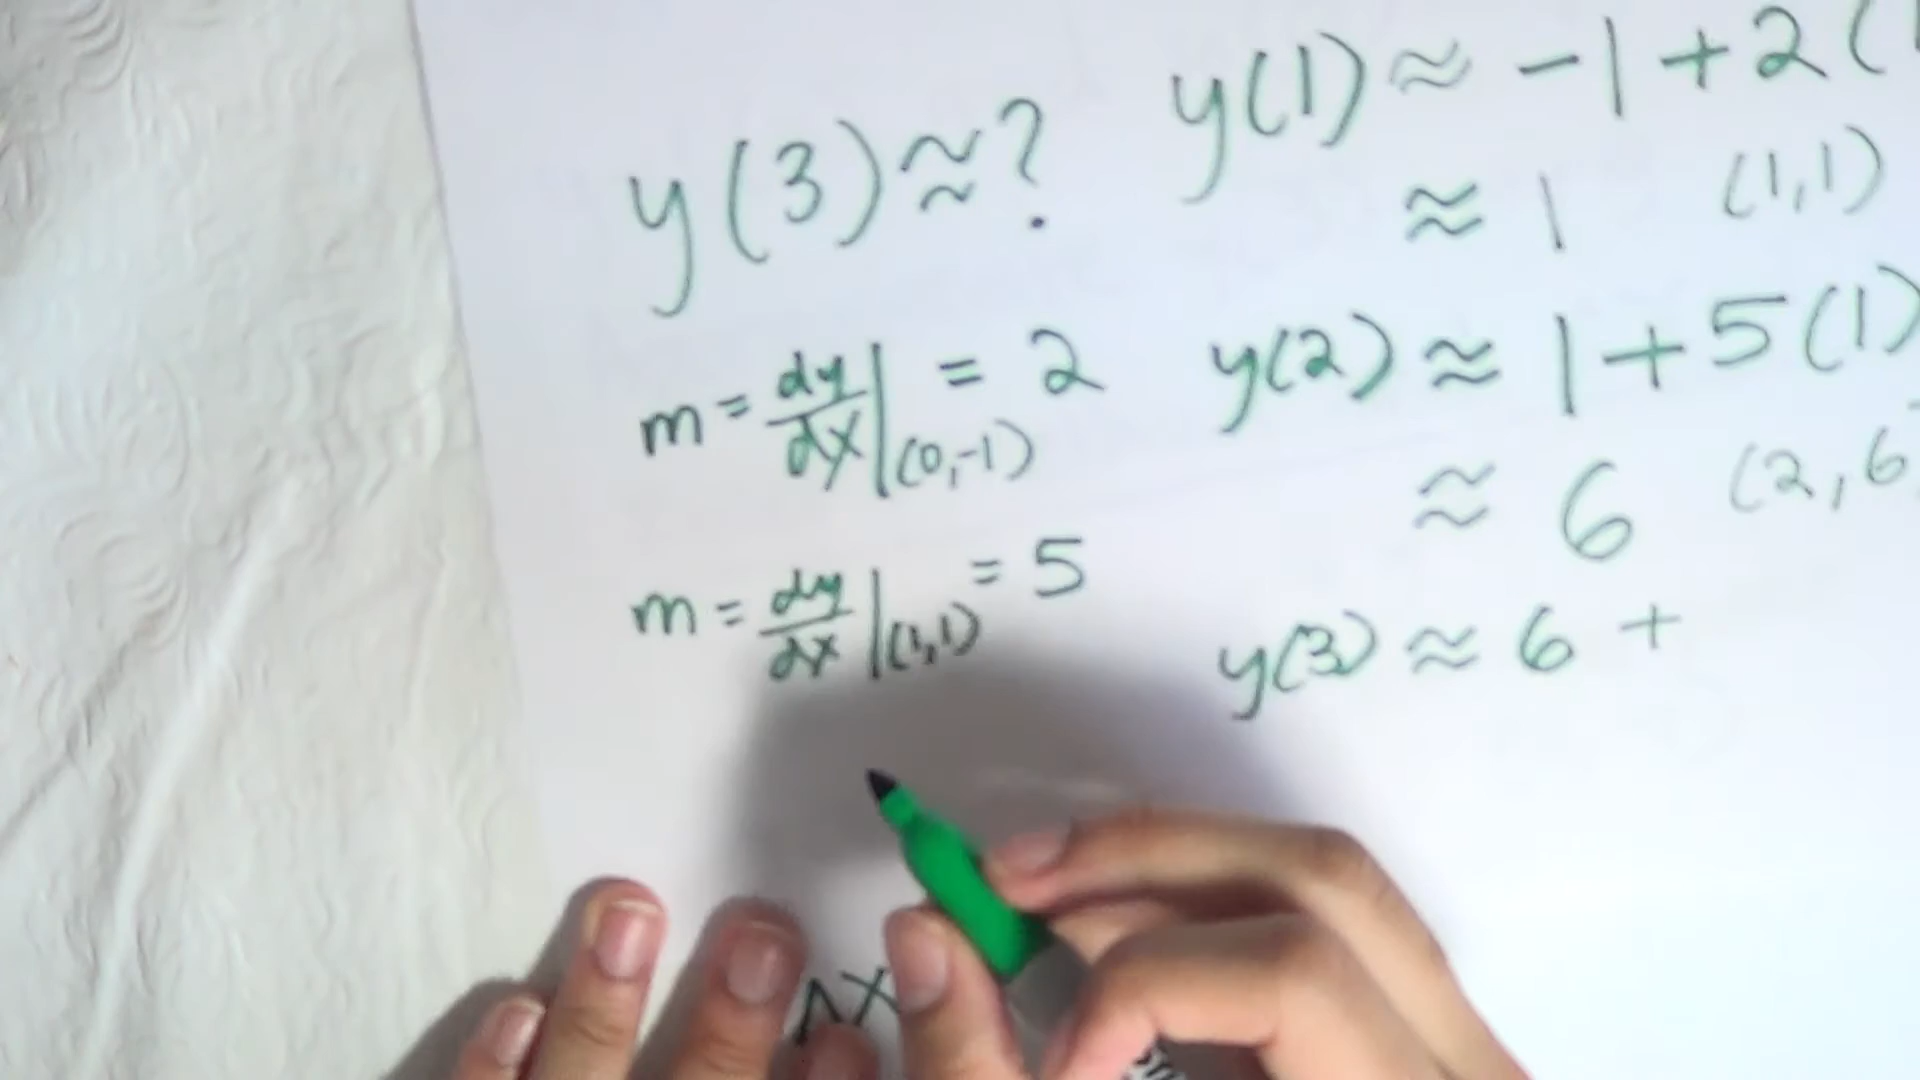 y(3) ≈ ?
m = dy/dx |(0,-1) = 2
m = dy/dx |(1,1) = 5
y(1) ≈ -1 + 2(1
≈ 1 (1,1)
y(2) ≈ 1 + 5(1)
≈ 6 (2,6
y(3) ≈ 6 +
ΔX